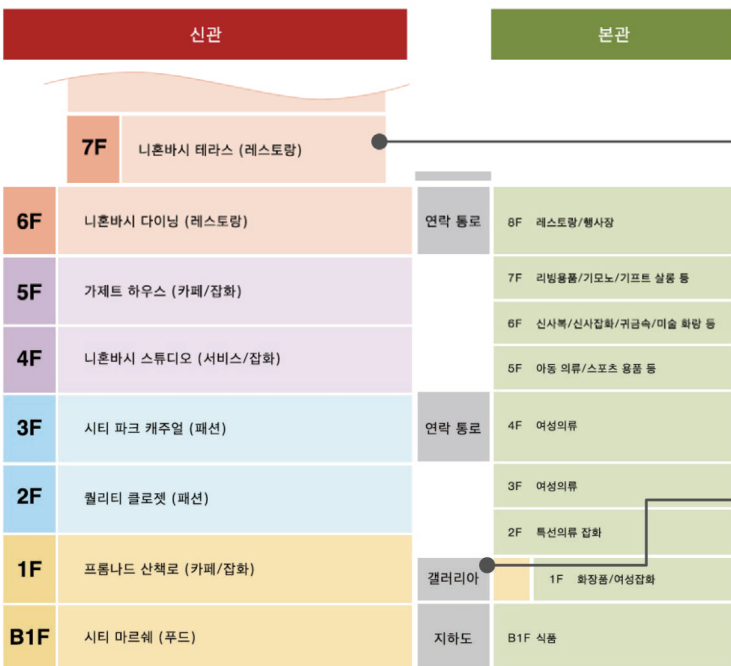 신관
본관
7F 니혼바시 테라스 (레스토랑)
6F 니혼바시 다이닝 (레스토랑)
연락 통로
8F 레스토랑/행사장
5F 가제트 하우스 (카페/잡화)
7F 리빙용품/기모노/기프트 살롱 등
6F 신사복/신사잡화/귀금속/미술 화랑 등
4F 니혼바시 스튜디오 (서비스/잡화)
5F 아동 의류/스포츠 용품 등
3F 시티 파크 캐주얼 (패션)
연락 통로
4F 여성의류
2F 퀄리티 클로젯 (패션)
3F 여성의류
2F 특선의류 잡화
1F 프롬나드 산책로 (카페/잡화)
갤러리아
1F 화장품/여성잡화
B1F 시티 마르쉐 (푸드)
지하도
B1F 식품